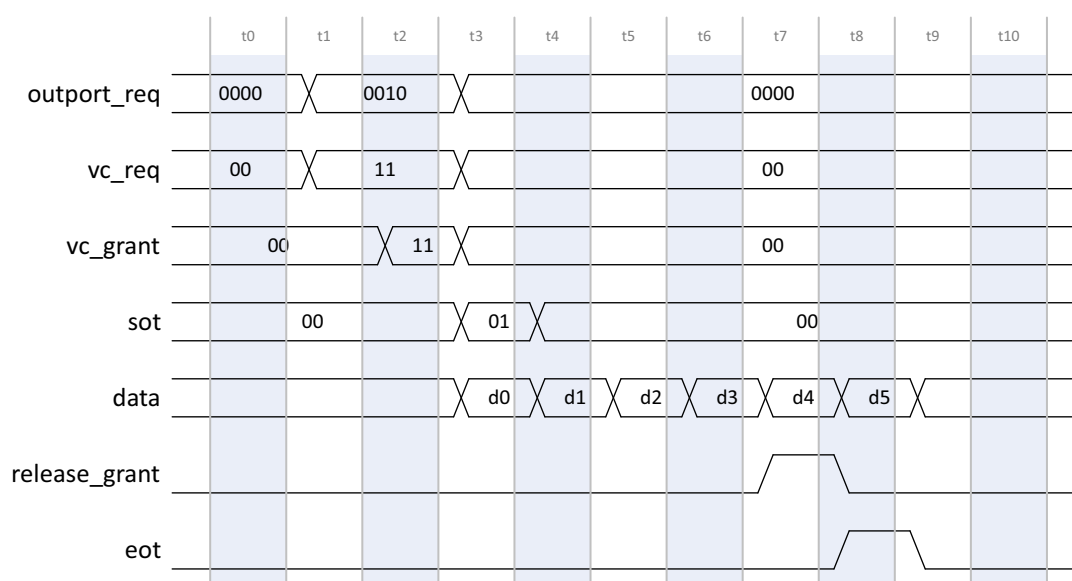 t0 t1 t2 t3 t4 t5 t6 t7 t8 t9 t10
outport_req 0000 0010 0000
vc_req 00 11 00
vc_grant 00 11 00
sot 00 01 00
data d0 d1 d2 d3 d4 d5
release_grant
eot